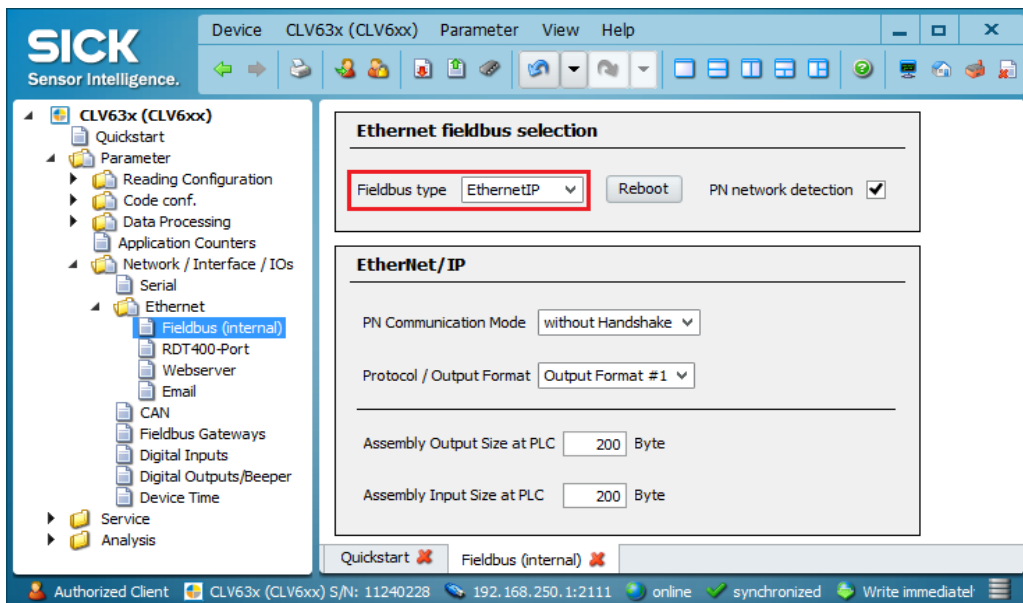 SICK
Sensor Intelligence.
Device CLV63x (CLV6xx) Parameter View Help
CLV63x (CLV6xx)
Quickstart
Parameter
Reading Configuration
Code conf.
Data Processing
Application Counters
Network / Interface / IOs
Serial
Ethernet
Fieldbus (internal)
RDT400-Port
Webserver
Email
CAN
Fieldbus Gateways
Digital Inputs
Digital Outputs/Beeper
Device Time
Service
Analysis
Ethernet fieldbus selection
Fieldbus type EthernetIP Reboot PN network detection
EtherNet/IP
PN Communication Mode without Handshake
Protocol / Output Format Output Format #1
Assembly Output Size at PLC 200 Byte
Assembly Input Size at PLC 200 Byte
Quickstart Fieldbus (internal)
Authorized Client CLV63x (CLV6xx) S/N: 11240228 192.168.250.1:2111 online synchronized Write immediatel